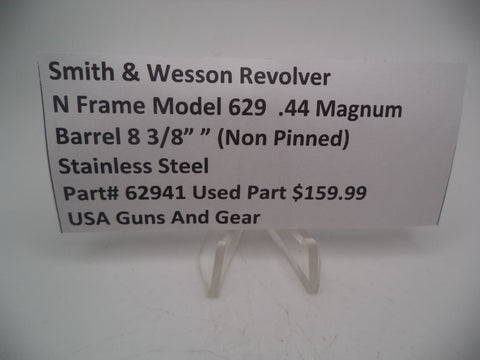 Smith & Wesson Revolver
N Frame Model 629 .44 Magnum
Barrel 8 3/8” ” (Non Pinned)
Stainless Steel
Part# 62941 Used Part $159.99
USA Guns And Gear